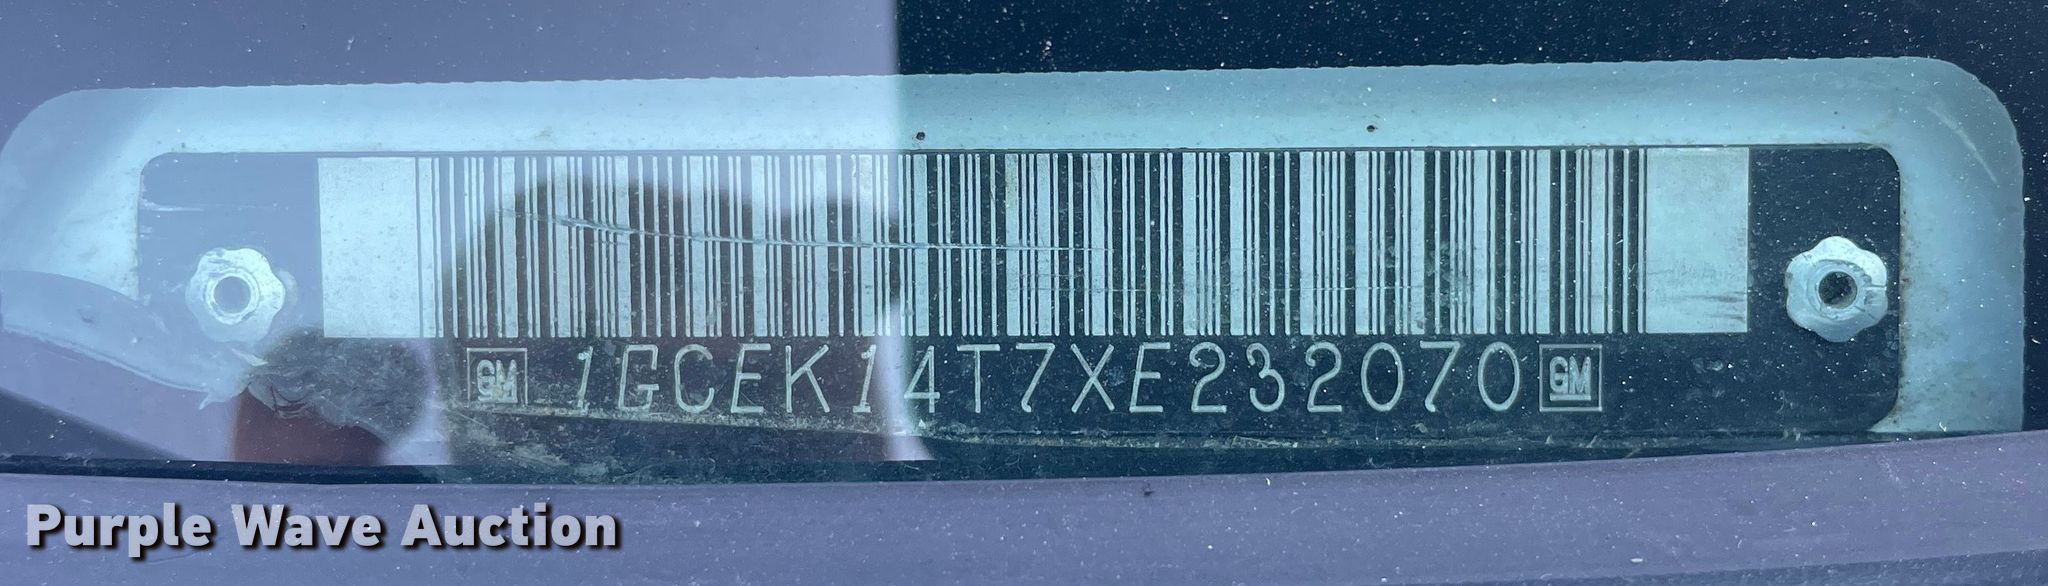 GM 1GCEK14T7XE232070 GM
Purple Wave Auction